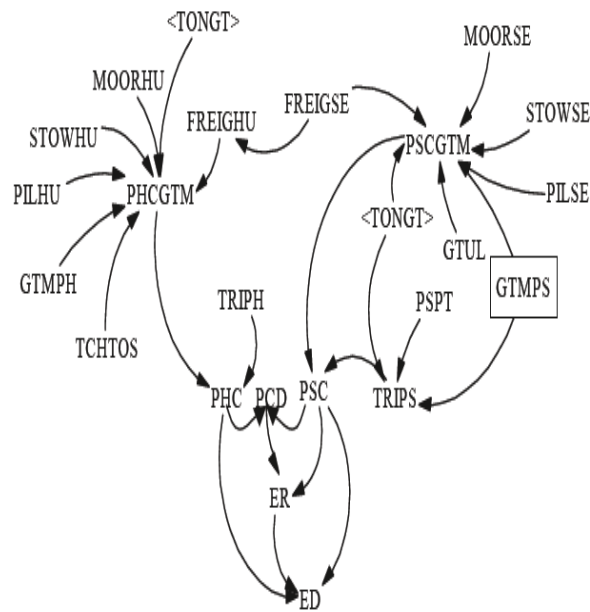 <TONGT>
MOORSE
MOORHU
FREIGSE
STOWSE
FREIGHU
STOWHU
PSCGTM
PILHU
PHCGTM
PILSE
<TONGT>
GTUL
GTMPH
GTMPS
TRIPH
PSPT
TCHTOS
PHC
PCD
PSC
TRIPS
ER
ED